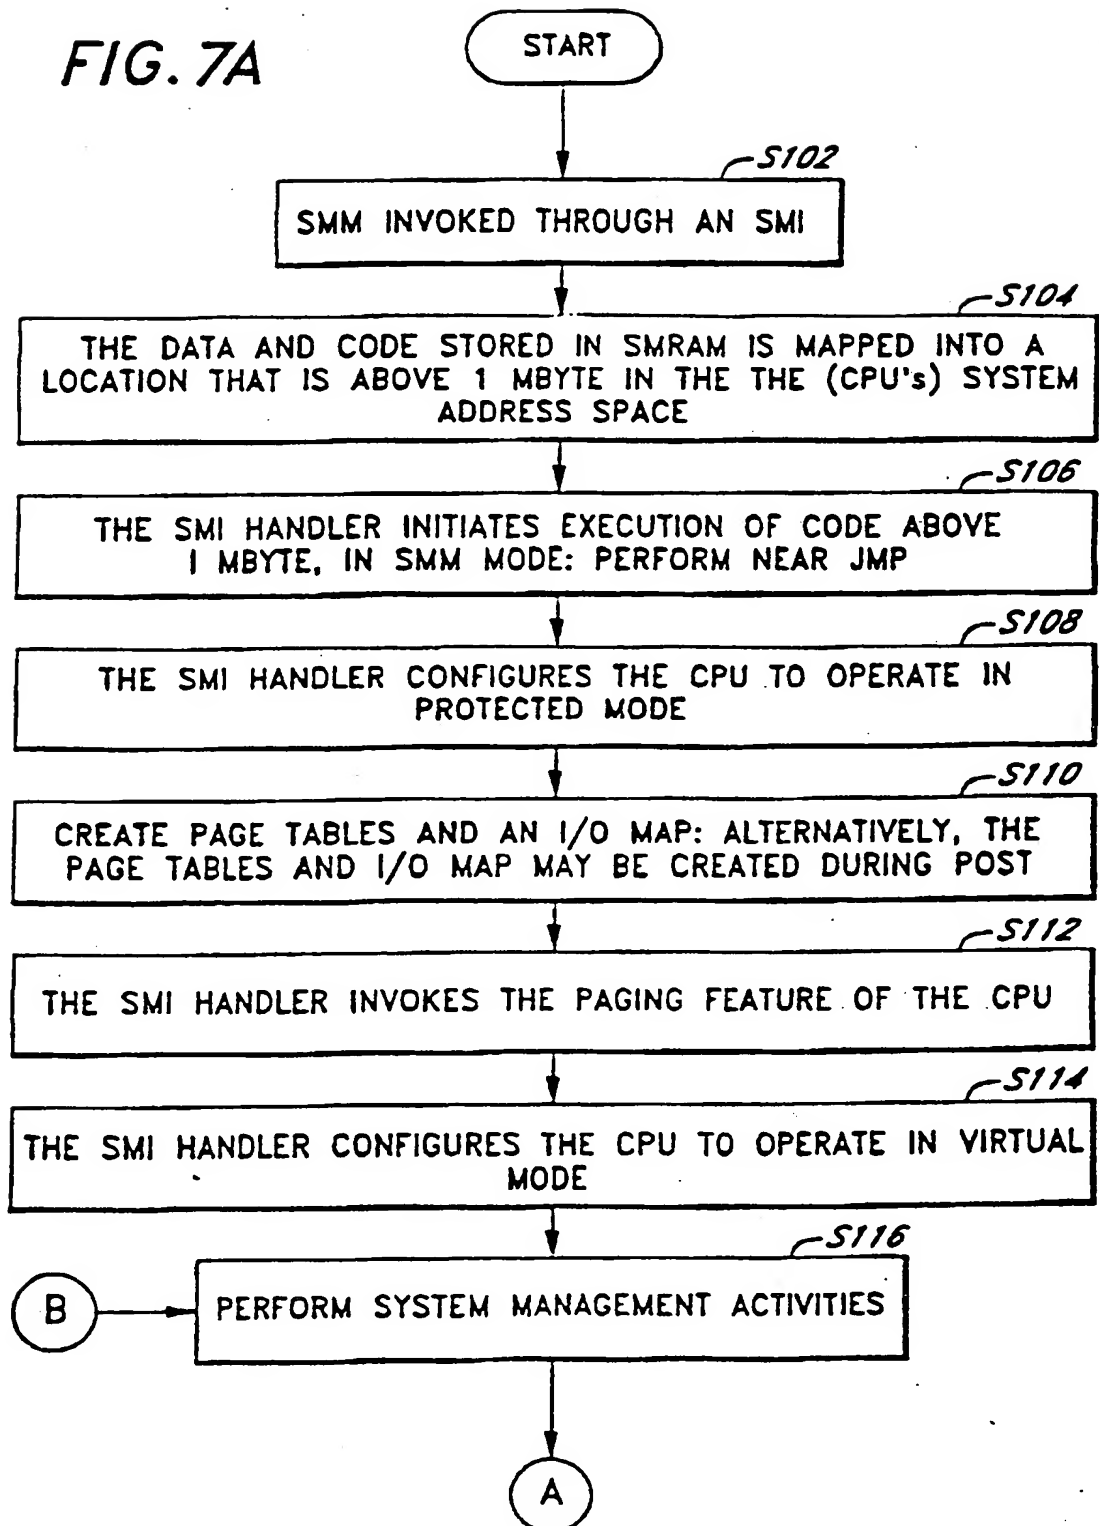 FIG. 7A
START
S102
SMM INVOKED THROUGH AN SMI
S104
THE DATA AND CODE STORED IN SMRAM IS MAPPED INTO A
LOCATION THAT IS ABOVE 1 MBYTE IN THE THE (CPU's) SYSTEM
ADDRESS SPACE
S106
THE SMI HANDLER INITIATES EXECUTION OF CODE ABOVE
1 MBYTE, IN SMM MODE: PERFORM NEAR JMP
S108
THE SMI HANDLER CONFIGURES THE CPU TO OPERATE IN
PROTECTED MODE
S110
CREATE PAGE TABLES AND AN I/O MAP: ALTERNATIVELY, THE
PAGE TABLES AND I/O MAP MAY BE CREATED DURING POST
S112
THE SMI HANDLER INVOKES THE PAGING FEATURE OF THE CPU
S114
THE SMI HANDLER CONFIGURES THE CPU TO OPERATE IN VIRTUAL
MODE
S116
B
PERFORM SYSTEM MANAGEMENT ACTIVITIES
A